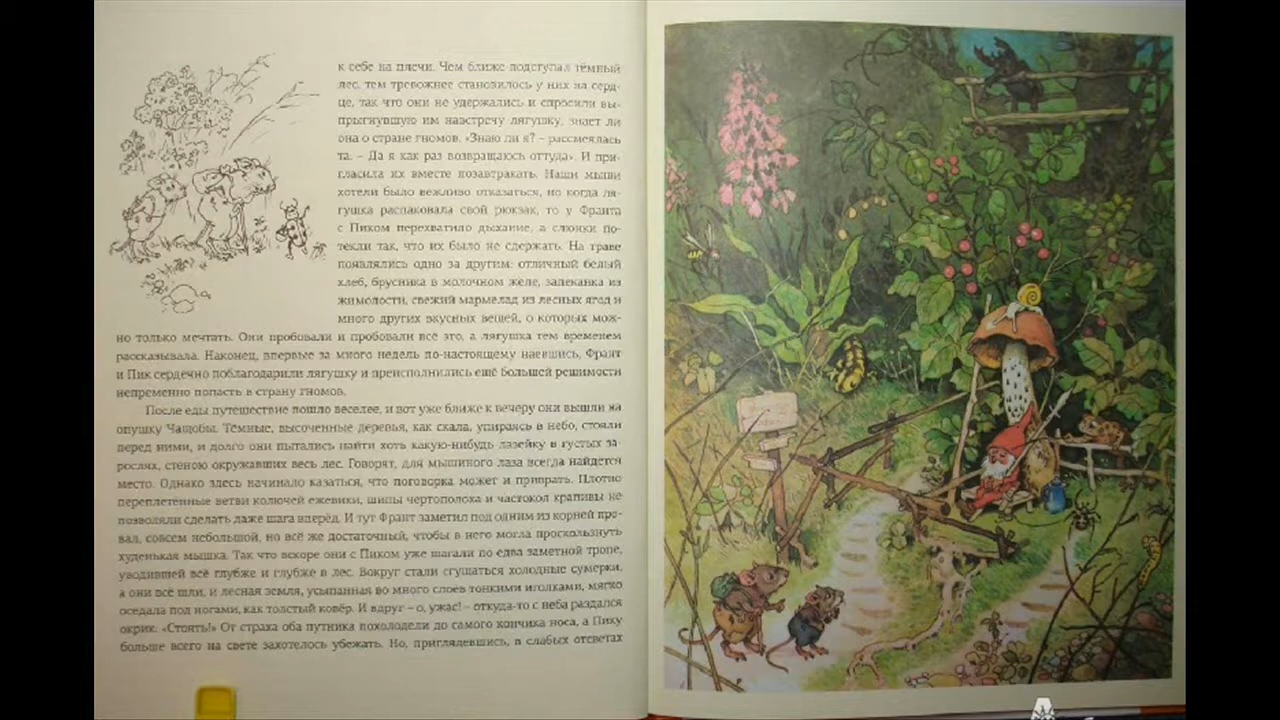 к себе на плечи. Чем ближе подступал тёмный
лес, тем тревожнее становилось у них на серд-
це, так что они не удержались и спросили вы-
прыгнувшую им навстречу лягушку, знает ли
она о стране гномов. «Знаю ли я? – рассмеялась
та. – Да я как раз возвращаюсь оттуда». И при-
гласила их вместе позавтракать. Наши мыши
хотели было вежливо отказаться, но когда ля-
гушка распаковала свой рюкзак, то у Франта
с Пиком перехватило дыхание, а слюнки по-
текли так, что их было не сдержать. На траве
появлялись одно за другим: отличный белый
хлеб, брусника в молочном желе, запеканка из
жимолости, свежий мармелад из лесных ягод и
много других вкусных вещей, о которых мож-
но только мечтать. Они пробовали и пробовали всё это, а лягушка тем временем
рассказывала. Наконец, впервые за много недель по-настоящему наевшись, Франт
и Пик сердечно поблагодарили лягушку и преисполнились ещё большей решимости
непременно попасть в страну гномов.
После еды путешествие пошло веселее, и вот уже ближе к вечеру они вышли на
опушку Чащобы. Тёмные, высоченные деревья, как скала, упираясь в небо, стояли
перед ними, и долго они пытались найти хоть какую-нибудь лазейку в густых за-
рослях, стеною окружавших весь лес. Говорят, для мышиного лаза всегда найдётся
место. Однако здесь начинало казаться, что поговорка может и приврать. Плотно
переплетённые ветви колючей ежевики, шипы чертополоха и частокол крапивы не
позволяли сделать даже шага вперёд. И тут Франт заметил под одним из корней про-
вал, совсем небольшой, но всё же достаточный, чтобы в него могла проскользнуть
худенькая мышка. Так что вскоре они с Пиком уже шагали по едва заметной тропе,
уводившей всё глубже и глубже в лес. Вокруг стали сгущаться холодные сумерки,
а они всё шли, и лесная земля, усыпанная во много слоев тонкими иголками, мягко
оседала под ногами, как толстый ковёр. И вдруг – о, ужас! – откуда-то с неба раздался
окрик: «Стоять!» От страха оба путника похолодели до самого кончика носа, а Пику
больше всего на свете захотелось убежать. Но, приглядевшись, в слабых отсветах